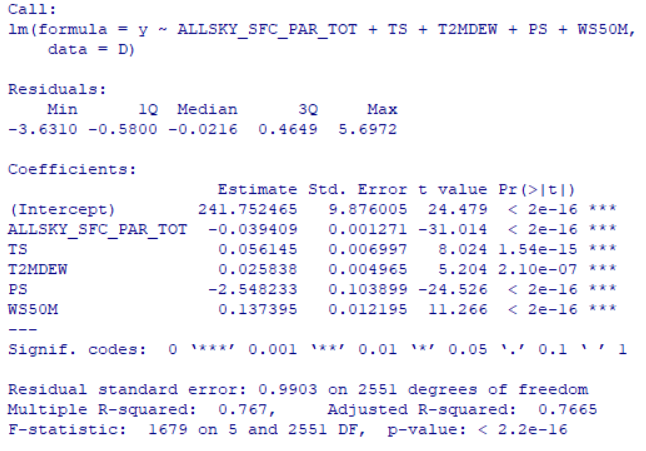 Call:
lm(formula = y ~ ALLSKY_SFC_PAR_TOT + TS + T2MDEW + PS + WS50M,
    data = D)

Residuals:
    Min      1Q  Median      3Q     Max
-3.6310 -0.5800 -0.0216  0.4649  5.6972

Coefficients:
                     Estimate Std. Error t value Pr(>|t|)
(Intercept)        241.752465   9.876005  24.479  < 2e-16 ***
ALLSKY_SFC_PAR_TOT  -0.039409   0.001271 -31.014  < 2e-16 ***
TS                   0.056145   0.006997   8.024 1.54e-15 ***
T2MDEW               0.025838   0.004965   5.204 2.10e-07 ***
PS                  -2.548233   0.103899 -24.526  < 2e-16 ***
WS50M                0.137395   0.012195  11.266  < 2e-16 ***
---
Signif. codes:  0 ‘***’ 0.001 ‘**’ 0.01 ‘*’ 0.05 ‘.’ 0.1 ‘ ’ 1

Residual standard error: 0.9903 on 2551 degrees of freedom
Multiple R-squared:  0.767,	Adjusted R-squared:  0.7665
F-statistic:  1679 on 5 and 2551 DF,  p-value: < 2.2e-16